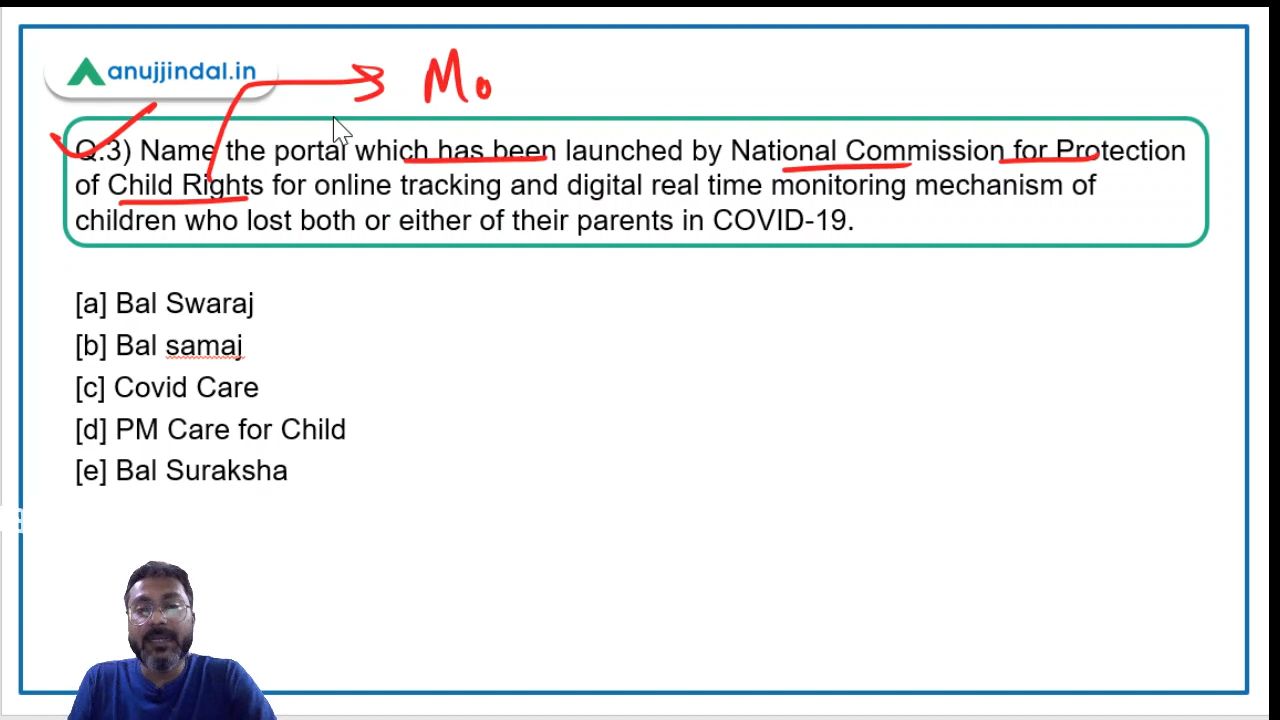 anujjindal.in
Mo
Q.3) Name the portal which has been launched by National Commission for Protection
of Child Rights for online tracking and digital real time monitoring mechanism of
children who lost both or either of their parents in COVID-19.
[a] Bal Swaraj
[b] Bal samaj
[c] Covid Care
[d] PM Care for Child
[e] Bal Suraksha